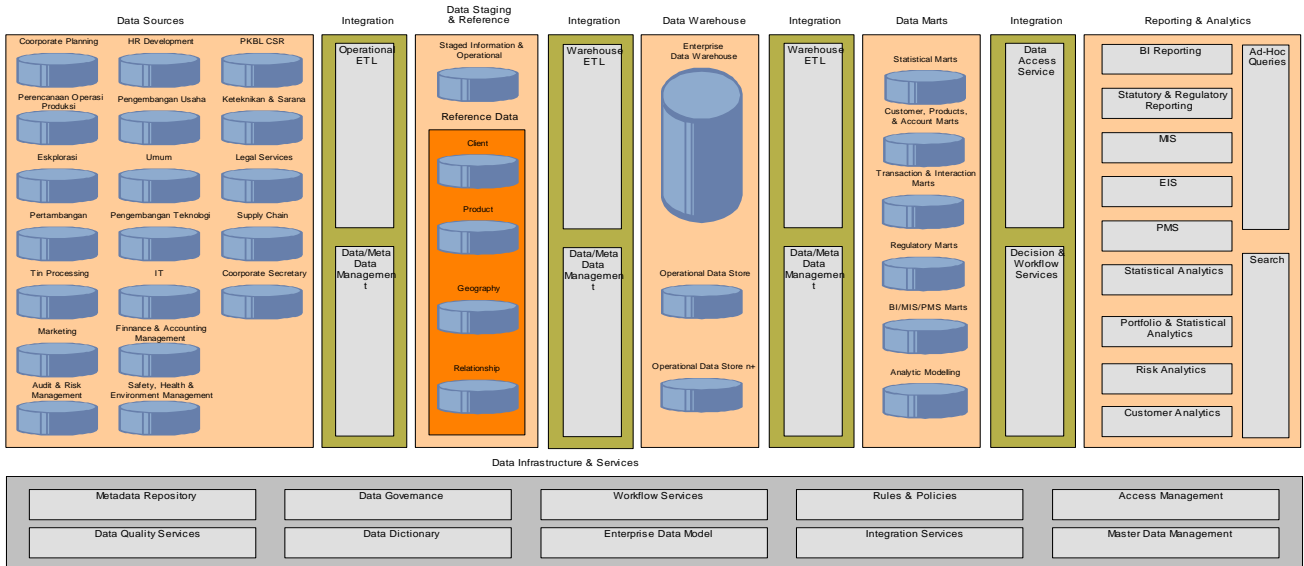 Data Sources
Coorporate Planning
HR Development
PKBL CSR
Perencanaan Operasi
Produksi
Pengembangan Usaha
Keteknikan & Sarana
Eskplorasi
Umum
Legal Services
Pertambangan
Pengembangan Teknologi
Supply Chain
Tin Processing
IT
Coorporate Secretary
Marketing
Finnance & Accounting
Management
Audit & Risk
Management
Safety, Health &
Environment Management
Integration
Operational
ETL
Data/Meta
Data
Managemen
t
Data Staging
& Reference
Staged Information &
Operational
Reference Data
Client
Product
Geography
Relationship
Integration
Warehouse
ETL
Data/Meta
Data
Managemen
t
Data Warehouse
Enterprise
Data Warehouse
Operational Data Store
Operational Data Store n+
Integration
Warehouse
ETL
Data/Meta
Data
Managemen
t
Data Marts
Statistical Marts
Customer, Products,
& Account Marts
Transaction & Interaction
Marts
Regulatory Marts
BI/MIS/PMS Marts
Analytic Modelling
Integration
Data
Access
Service
Decision &
Workflow
Services
Reporting & Analytics
BI Reporting
Statutory & Regulatory
Reporting
MIS
EIS
PMS
Statistical Analytics
Portfolio & Statistical
Analytics
Risk Analytics
Customer Analytics
Ad-Hoc
Queries
Search
Data Infrastructure & Services
Metadata Repository
Data Governance
Workflow Services
Rules & Policies
Access Management
Data Quality Services
Data Dictionary
Enterprise Data Model
Integration Services
Master Data Management